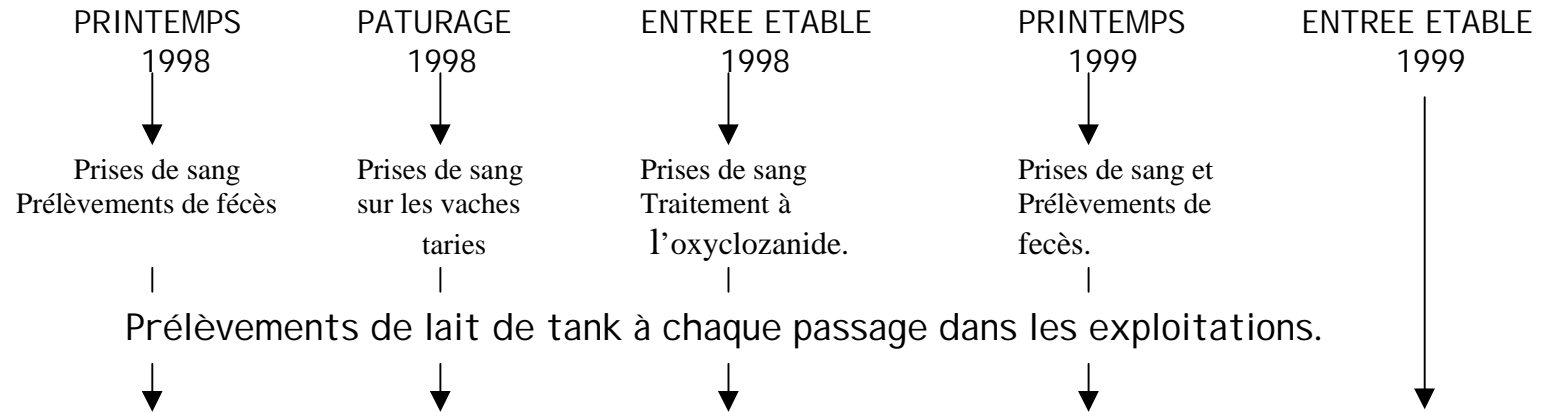 PRINTEMPS
1998
PATURAGE
1998
ENTREE ETABLE
1998
PRINTEMPS
1999
ENTREE ETABLE
1999
Prises de sang
Prélèvements de fécès
Prises de sang
sur les vaches
taries
Prises de sang
Traitement à
l'oxyclozanide.
Prises de sang et
Prélèvements de
fecès.
Prélèvements de lait de tank à chaque passage dans les exploitations.